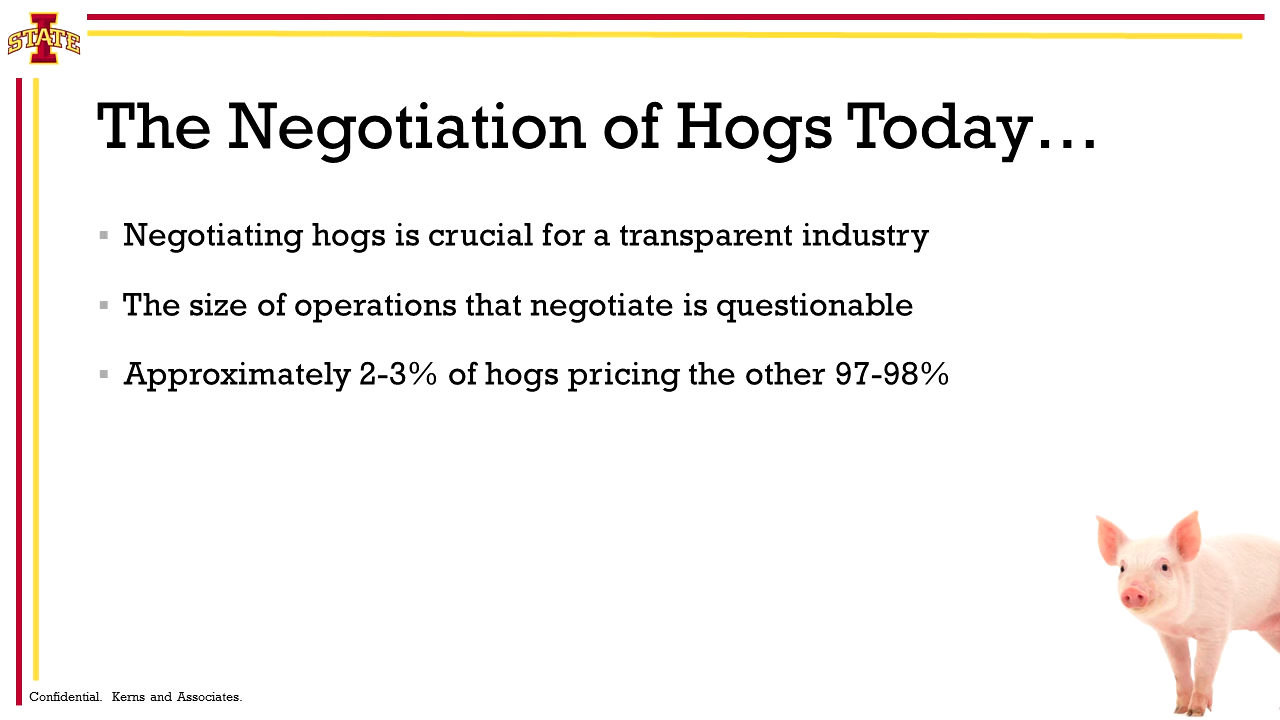 STATE
The Negotiation of Hogs Today…
▪ Negotiating hogs is crucial for a transparent industry
▪ The size of operations that negotiate is questionable
▪ Approximately 2-3% of hogs pricing the other 97-98%
Confidential. Kerns and Associates.